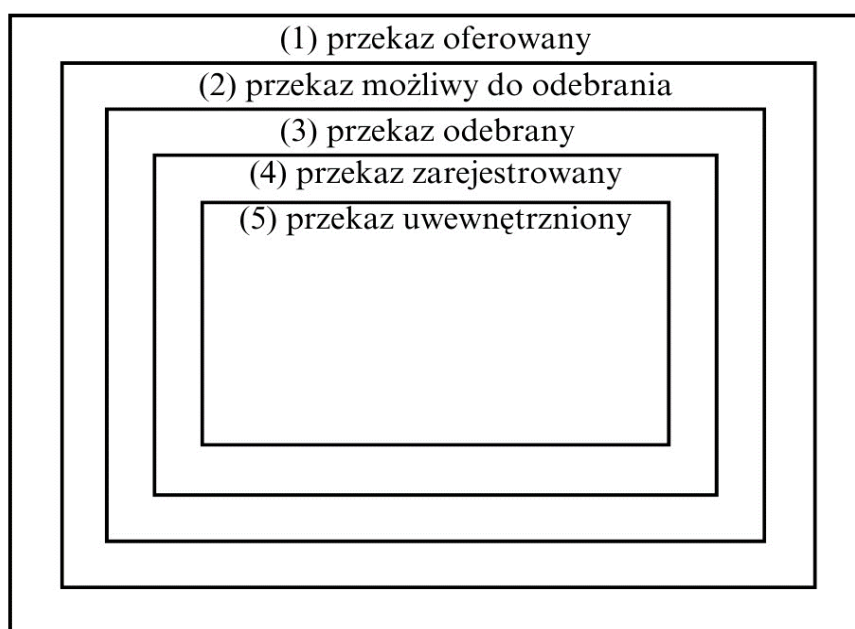 (1) przekaz oferowany
(2) przekaz możliwy do odebrania
(3) przekaz odebrany
(4) przekaz zarejestrowany
(5) przekaz uwewnętrzniony